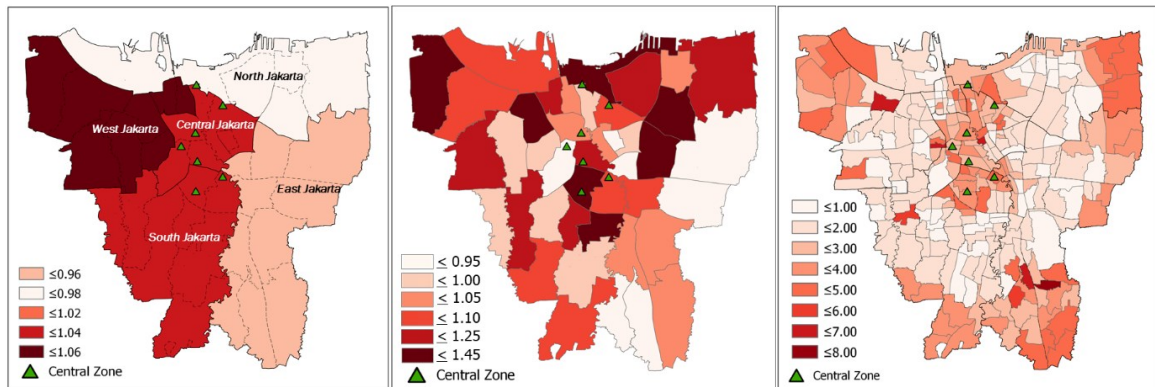 North Jakarta
West Jakarta
Central Jakarta
East Jakarta
South Jakarta
≤0.96
≤0.98
≤1.02
≤1.04
≤1.06
Central Zone
≤ 0.95
≤ 1.00
≤ 1.05
≤ 1.10
≤ 1.25
≤ 1.45
Central Zone
≤1.00
≤2.00
≤3.00
≤4.00
≤5.00
≤6.00
≤7.00
≤8.00
Central Zone